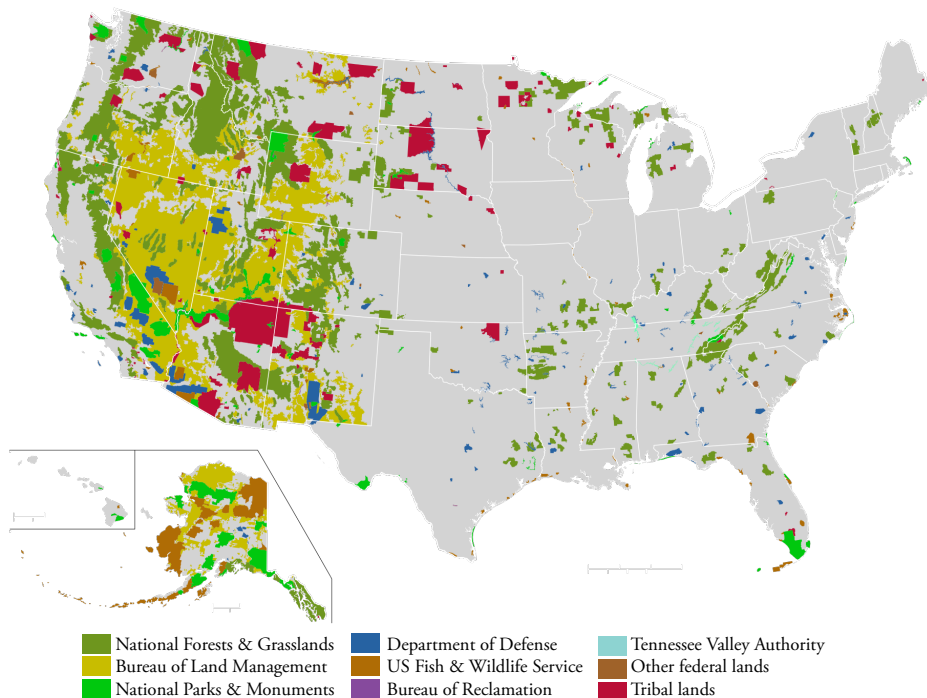 National Forests & Grasslands
Bureau of Land Management
National Parks & Monuments
Department of Defense
US Fish & Wildlife Service
Bureau of Reclamation
Tennessee Valley Authority
Other federal lands
Tribal lands